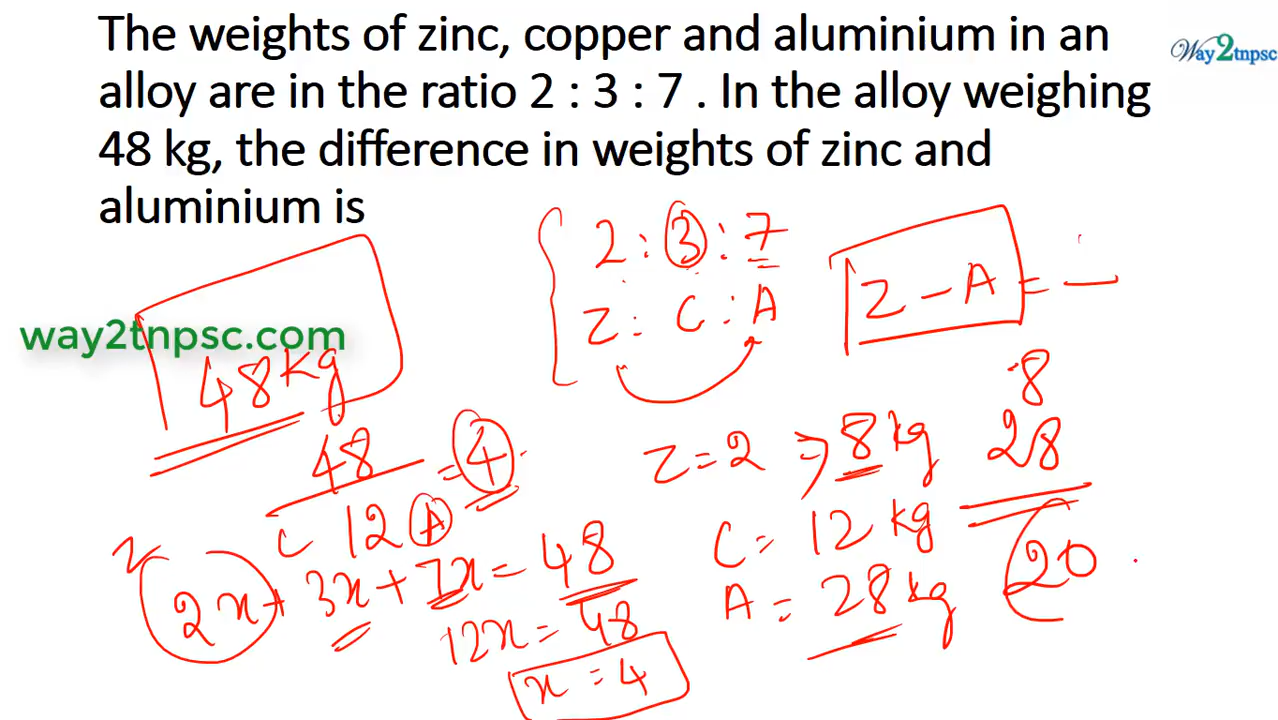 The weights of zinc, copper and aluminium in an
alloy are in the ratio 2 : 3 : 7 . In the alloy weighing
48 kg, the difference in weights of zinc and
aluminium is
Way2tnpsc
2 : 3 : 7
Z : C : A
Z - A = —
way2tnpsc.com
48 kg
48
12
= 4
C
A
Z
2x + 3x + 7x = 48
12x = 48
x = 4
Z = 2 ⇒ 8 kg
C = 12 kg
A = 28 kg
8
28
20